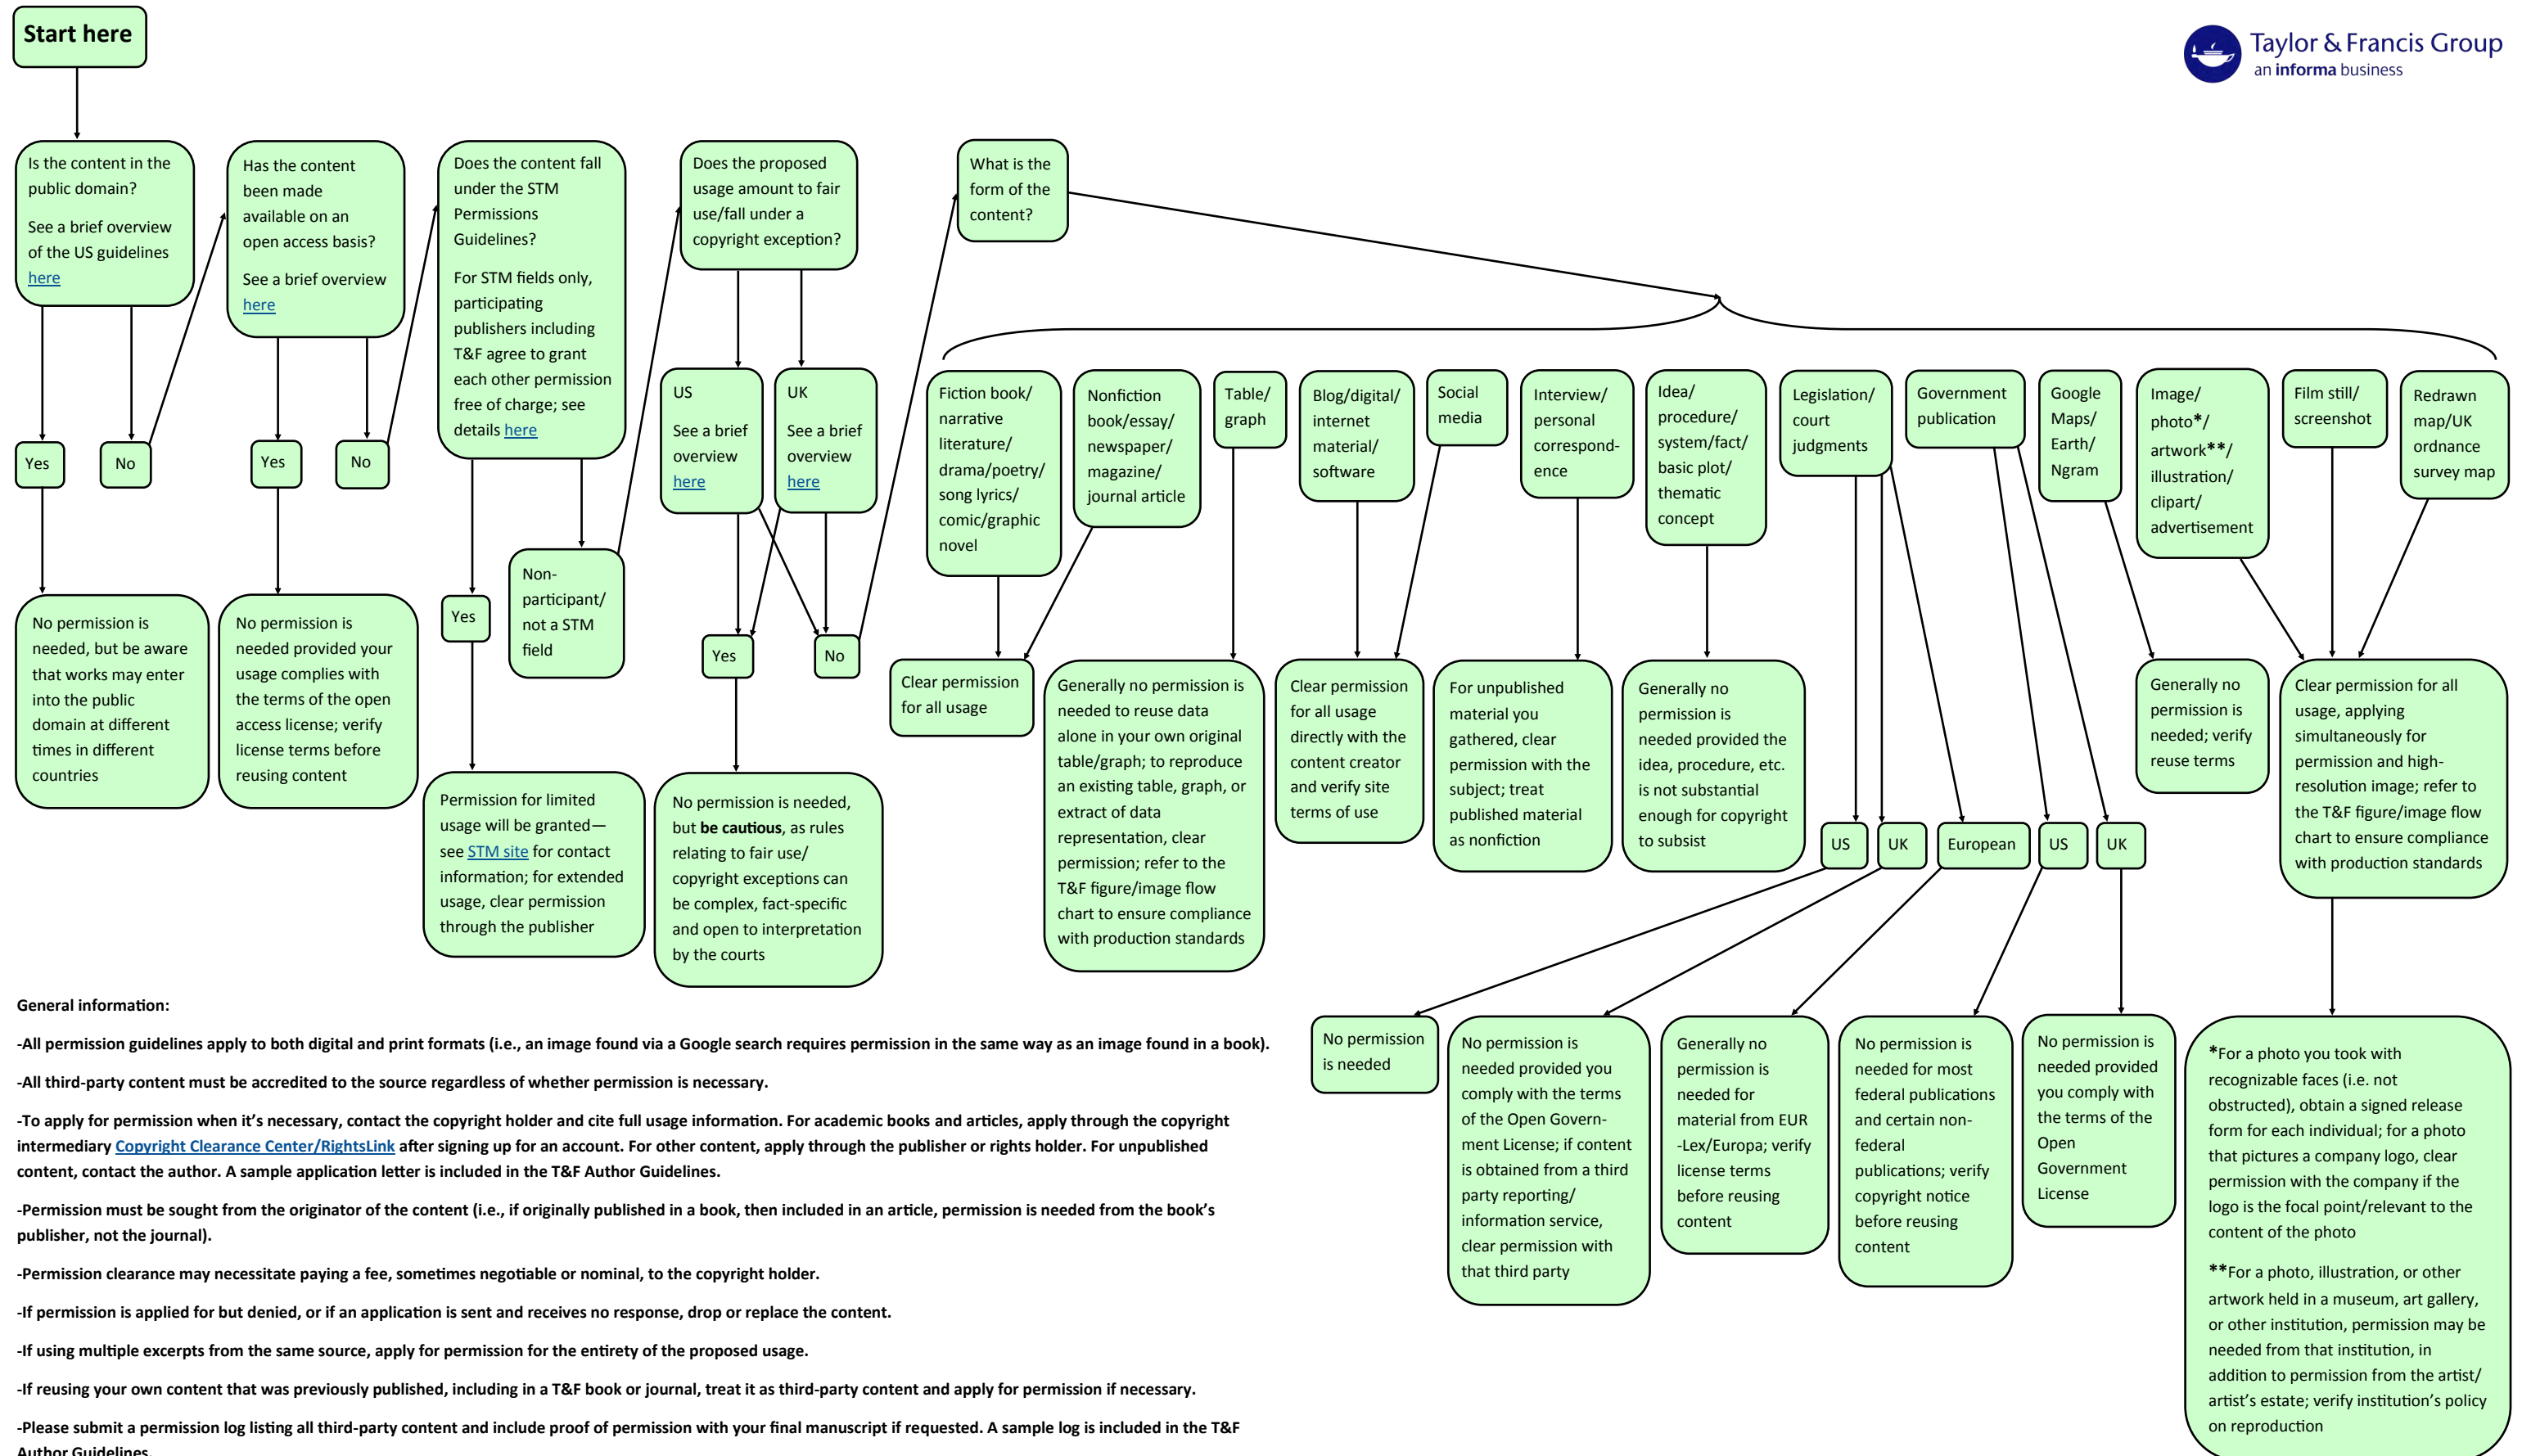 Start here
Taylor & Francis Group
an informa business
Is the content in the
public domain?
See a brief overview
of the US guidelines
here
Yes
No
No permission is
needed, but be aware
that works may enter
into the public
domain at different
times in different
countries
Has the content
been made
available on an
open access basis?
See a brief overview
here
Yes
No
No permission is
needed provided your
usage complies with
the terms of the open
access license; verify
license terms before
reusing content
Does the content fall
under the STM
Permissions
Guidelines?
For STM fields only,
participating
publishers including
T&F agree to grant
each other permission
free of charge; see
details here
Yes
Non-
participant/
not a STM
field
Permission for limited
usage will be granted—
see STM site for contact
information; for extended
usage, clear permission
through the publisher
Does the proposed
usage amount to fair
use/fall under a
copyright exception?
US
See a brief
overview
here
UK
See a brief
overview
here
Yes
No
No permission is needed,
but be cautious, as rules
relating to fair use/
copyright exceptions can
be complex, fact-specific
and open to interpretation
by the courts
What is the
form of the
content?
Fiction book/
narrative
literature/
drama/poetry/
song lyrics/
comic/graphic
novel
Nonfiction
book/essay/
newspaper/
magazine/
journal article
Clear permission
for all usage
Table/
graph
Generally no permission is
needed to reuse data
alone in your own original
table/graph; to reproduce
an existing table, graph, or
extract of data
representation, clear
permission; refer to the
T&F figure/image flow
chart to ensure compliance
with production standards
Blog/digital/
internet
material/
software
Social
media
Clear permission
for all usage
directly with the
content creator
and verify site
terms of use
Interview/
personal
correspond-
ence
For unpublished
material you
gathered, clear
permission with the
subject; treat
published material
as nonfiction
Idea/
procedure/
system/fact/
basic plot/
thematic
concept
Generally no
permission is
needed provided the
idea, procedure, etc.
is not substantial
enough for copyright
to subsist
Legislation/
court
judgments
US
UK
European
Government
publication
US
UK
No permission
is needed
No permission is
needed provided you
comply with the terms
of the Open Govern-
ment License; if content
is obtained from a third
party reporting/
information service,
clear permission with
that third party
Generally no
permission is
needed for
material from EUR
-Lex/Europa; verify
license terms
before reusing
content
No permission is
needed for most
federal publications
and certain non-
federal
publications; verify
copyright notice
before reusing
content
No permission is
needed provided
you comply with
the terms of the
Open
Government
License
Google
Maps/
Earth/
Ngram
Generally no
permission is
needed; verify
reuse terms
Image/
photo*/
artwork**/
illustration/
clipart/
advertisement
Film still/
screenshot
Redrawn
map/UK
ordnance
survey map
Clear permission for all
usage, applying
simultaneously for
permission and high-
resolution image; refer to
the T&F figure/image flow
chart to ensure compliance
with production standards
*For a photo you took with
recognizable faces (i.e. not
obstructed), obtain a signed release
form for each individual; for a photo
that pictures a company logo, clear
permission with the company if the
logo is the focal point/relevant to the
content of the photo
**For a photo, illustration, or other
artwork held in a museum, art gallery,
or other institution, permission may be
needed from that institution, in
addition to permission from the artist/
artist's estate; verify institution's policy
on reproduction
General information:
-All permission guidelines apply to both digital and print formats (i.e., an image found via a Google search requires permission in the same way as an image found in a book).
-All third-party content must be accredited to the source regardless of whether permission is necessary.
-To apply for permission when it's necessary, contact the copyright holder and cite full usage information. For academic books and articles, apply through the copyright
intermediary Copyright Clearance Center/RightsLink after signing up for an account. For other content, apply through the publisher or rights holder. For unpublished
content, contact the author. A sample application letter is included in the T&F Author Guidelines.
-Permission must be sought from the originator of the content (i.e., if originally published in a book, then included in an article, permission is needed from the book's
publisher, not the journal).
-Permission clearance may necessitate paying a fee, sometimes negotiable or nominal, to the copyright holder.
-If permission is applied for but denied, or if an application is sent and receives no response, drop or replace the content.
-If using multiple excerpts from the same source, apply for permission for the entirety of the proposed usage.
-If reusing your own content that was previously published, including in a T&F book or journal, treat it as third-party content and apply for permission if necessary.
-Please submit a permission log listing all third-party content and include proof of permission with your final manuscript if requested. A sample log is included in the T&F
Author Guidelines.